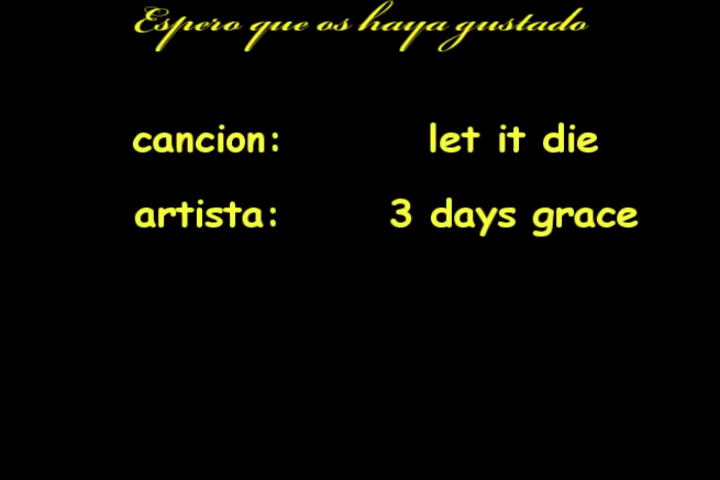 Espero que os haya gustado
cancion: let it die
artista: 3 days grace